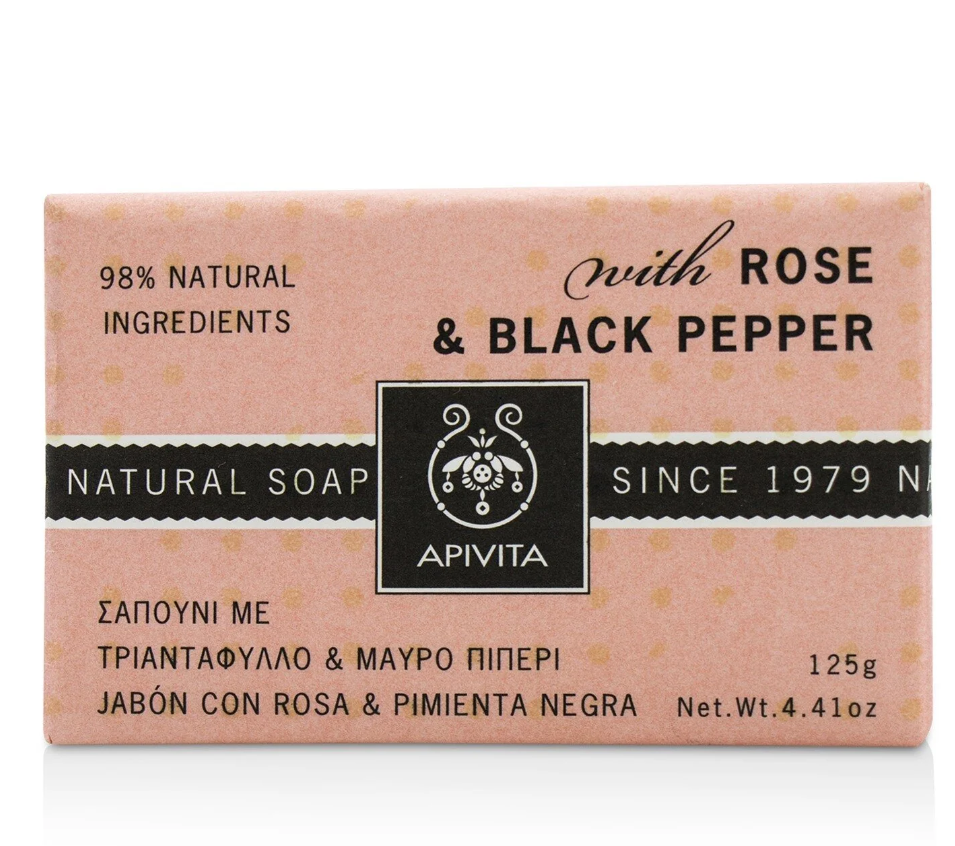 98% NATURAL
INGREDIENTS
with ROSE
& BLACK PEPPER
NATURAL SOAP
APIVITA
SINCE 1979 NA
ΣΑΠΟΥΝΙ ΜΕ
ΤΡΙΑΝΤΑΦΥΛΛΟ & ΜΑΥΡΟ ΠΙΠΕΡΙ
JABÓN CON ROSA & PIMIENTA NEGRA
125g
Net.Wt.4.41oz